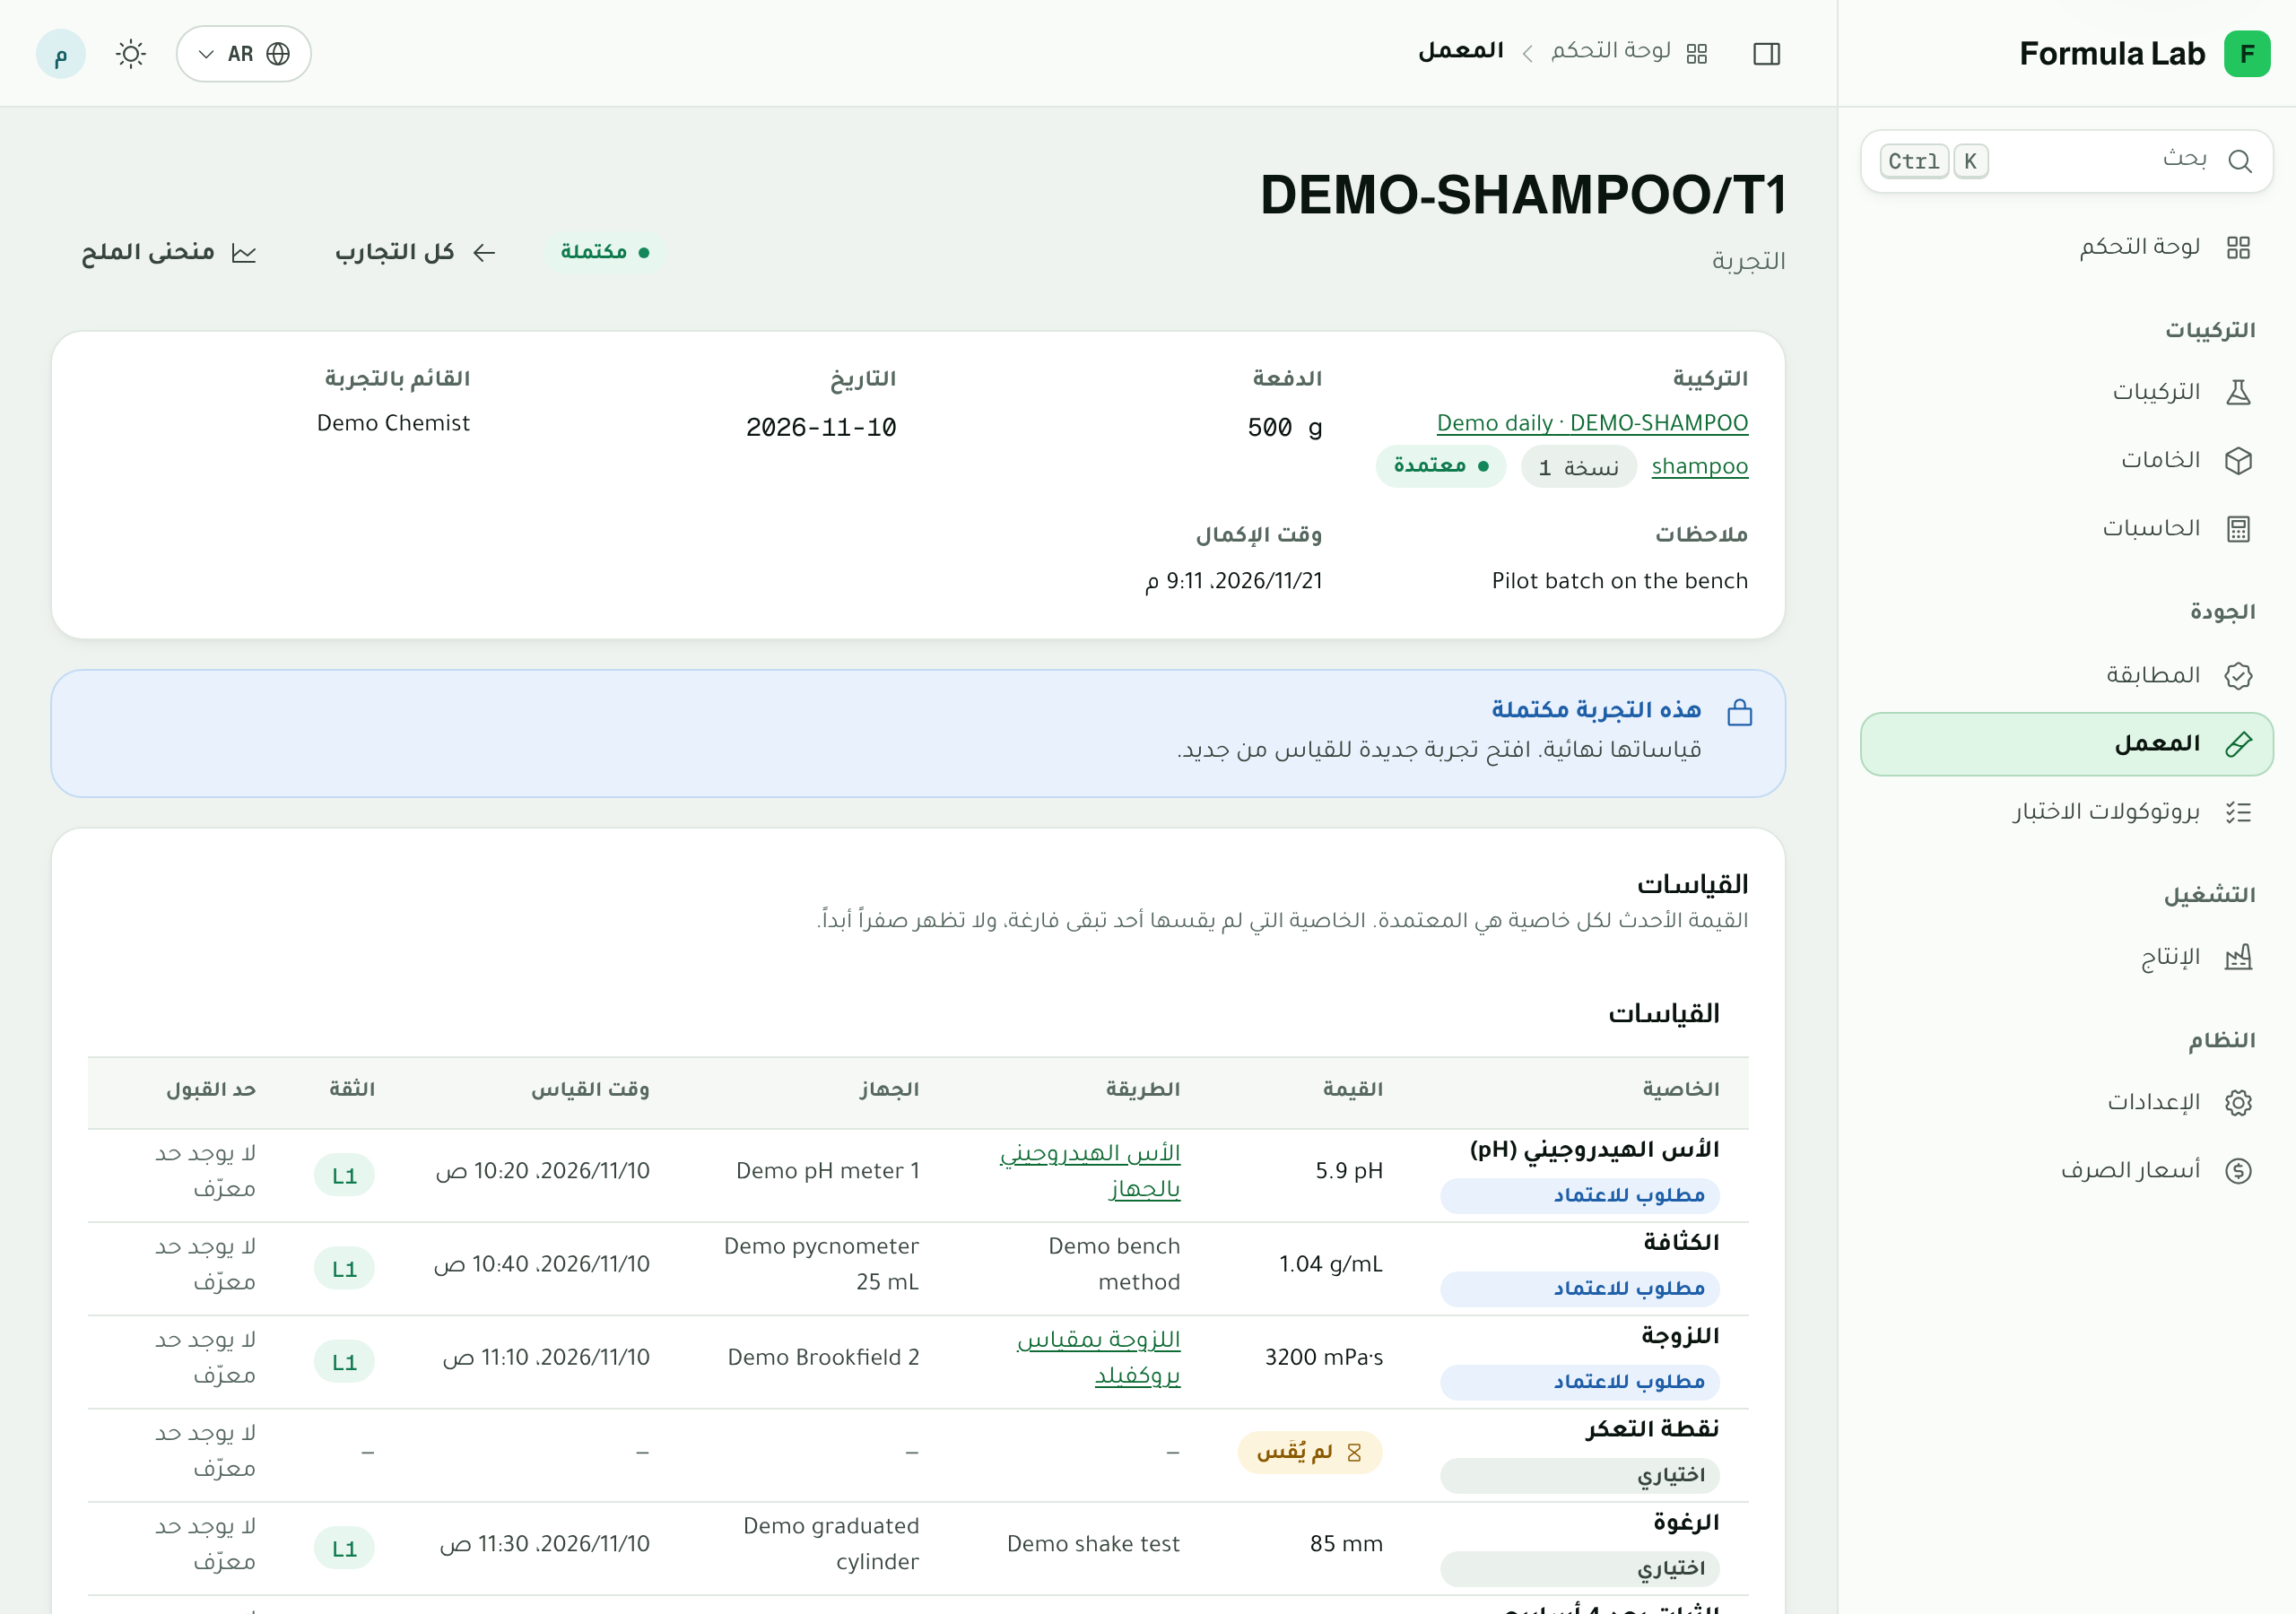 Formula Lab
F
بحث
Ctrl K
لوحة التحكم
التركيبات
التركيبات
الخامات
الحاسبات
الجودة
المطابقة
المعمل
بروتوكولات الاختبار
التشغيل
الإنتاج
النظام
الإعدادات
أسعار الصرف
لوحة التحكم
المعمل
AR
م
DEMO-SHAMPOO/T1
التجربة
مكتملة
كل التجارب
منحنى الملح
التركيبة
Demo daily · DEMO-SHAMPOO
shampoo
نسخة 1
معتمدة
الدفعة
500 g
التاريخ
2026-11-10
القائم بالتجربة
Demo Chemist
ملاحظات
Pilot batch on the bench
وقت الإكمال
2026/11/21، 9:11 م
هذه التجربة مكتملة
قياساتها نهائية. افتح تجربة جديدة للقياس من جديد.
القياسات
القيمة الأحدث لكل خاصية هي المعتمدة. الخاصية التي لم يقسها أحد تبقى فارغة، ولا تظهر صفراً أبداً.
القياسات
الخاصية القيمة الطريقة الجهاز وقت القياس الثقة حد القبول
الأس الهيدروجيني (pH)
مطلوب للاعتماد
5.9 pH
الأس الهيدروجيني
بالجهاز
Demo pH meter 1
2026/11/10، 10:20 ص
L1
لا يوجد حد
معرّف
الكثافة
مطلوب للاعتماد
1.04 g/mL
Demo bench
method
Demo pycnometer
25 mL
2026/11/10، 10:40 ص
L1
لا يوجد حد
معرّف
اللزوجة
مطلوب للاعتماد
3200 mPa·s
اللزوجة بمقياس
بروكفيلد
Demo Brookfield 2
2026/11/10، 11:10 ص
L1
لا يوجد حد
معرّف
نقطة التعكر
اختياري
لم يُقَس
–
–
–
–
لا يوجد حد
معرّف
الرغوة
اختياري
85 mm
Demo shake test
Demo graduated
cylinder
2026/11/10، 11:30 ص
L1
لا يوجد حد
معرّف